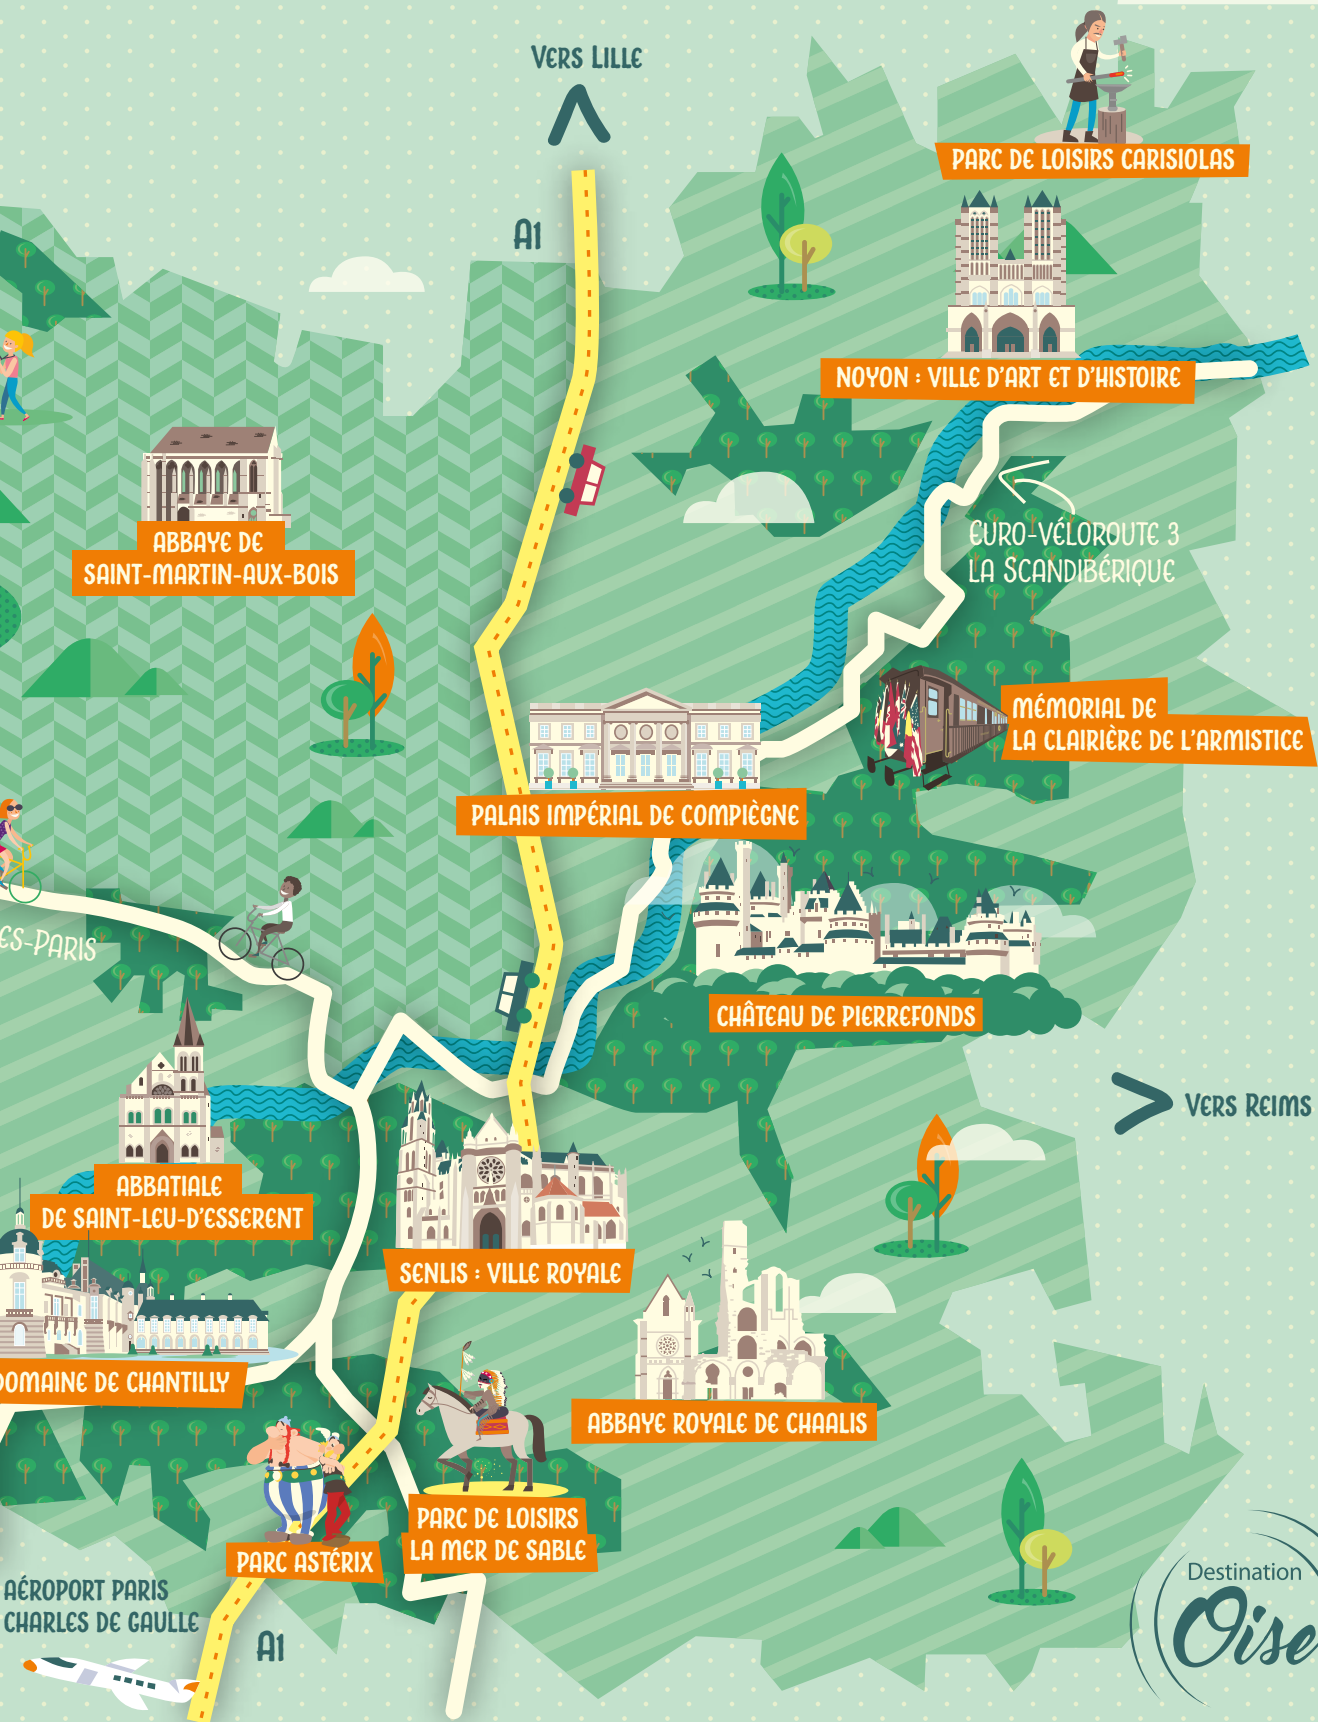 VERS LILLE
A1
PARC DE LOISIRS CARISIOLAS
NOYON : VILLE D'ART ET D'HISTOIRE
EURO-VÉLOROUTE 3
LA SCANDIBÉRIQUE
ABBAYE DE
SAINT-MARTIN-AUX-BOIS
MÉMORIAL DE
LA CLAIRIÈRE DE L'ARMISTICE
PALAIS IMPÉRIAL DE COMPIÈGNE
ES-PARIS
CHÂTEAU DE PIERREFONDS
VERS REIMS
ABBATIALE
DE SAINT-LEU-D'ESSERENT
SENLIS : VILLE ROYALE
DOMAINE DE CHANTILLY
ABBAYE ROYALE DE CHAALIS
PARC DE LOISIRS
LA MER DE SABLE
PARC ASTÉRIX
AÉROPORT PARIS
CHARLES DE GAULLE
A1
Destination
Oise